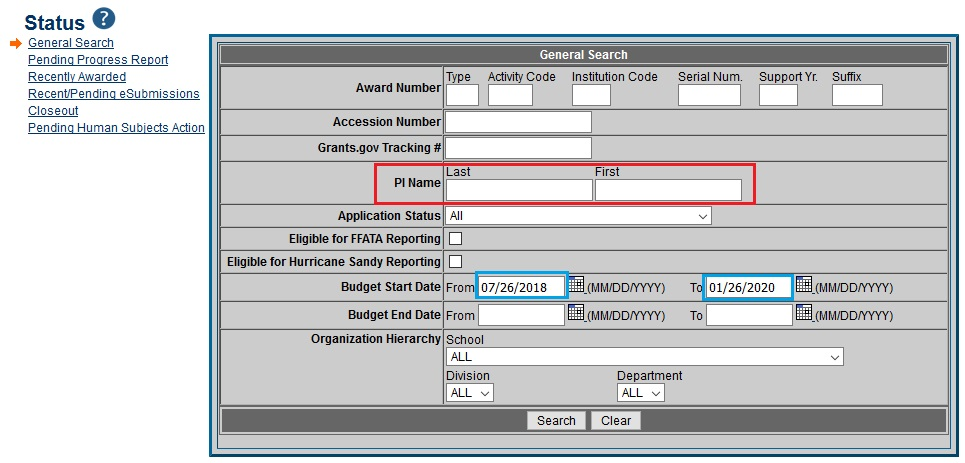 Status ?
General Search
Pending Progress Report
Recently Awarded
Recent/Pending eSubmissions
Closeout
Pending Human Subjects Action
General Search
Award Number Type Activity Code Institution Code Serial Num. Support Yr. Suffix
Accession Number
Grants.gov Tracking #
PI Name Last First
Application Status All
Eligible for FFATA Reporting
Eligible for Hurricane Sandy Reporting
Budget Start Date From 07/26/2018 (MM/DD/YYYY) To 01/26/2020 (MM/DD/YYYY)
Budget End Date From (MM/DD/YYYY) To (MM/DD/YYYY)
Organization Hierarchy School
ALL
Division Department
ALL ALL
Search Clear